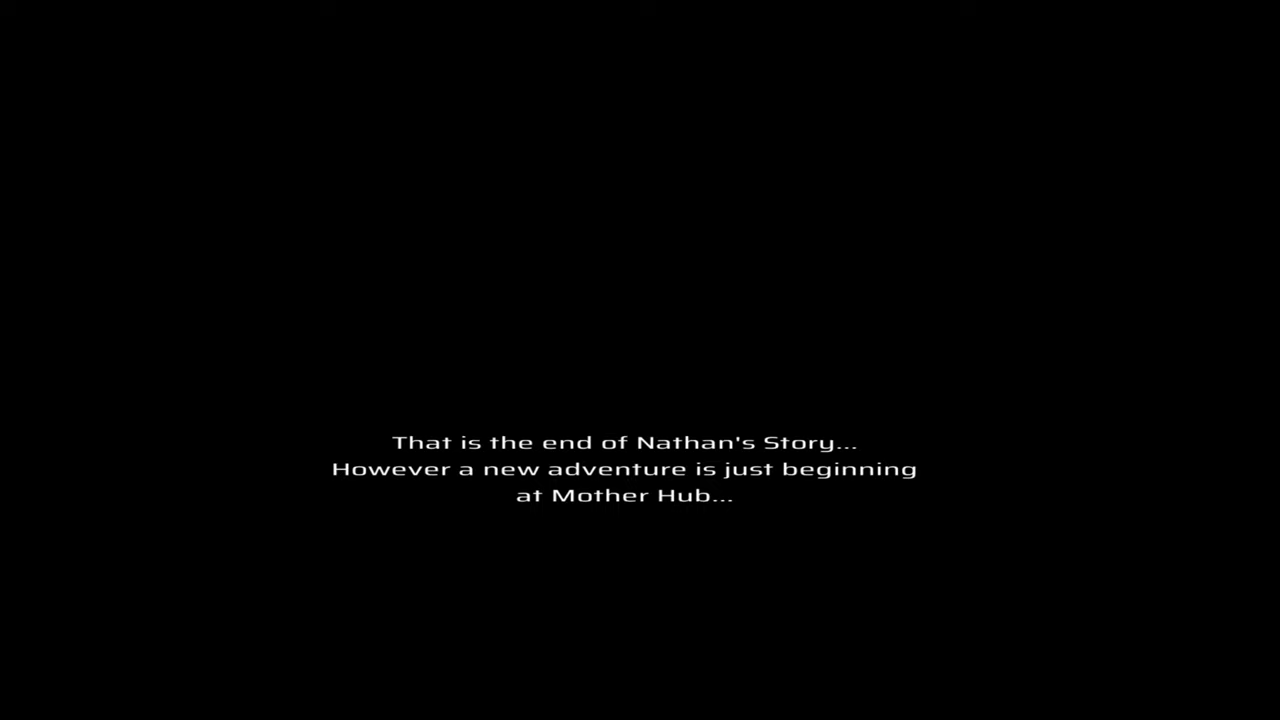 That is the end of Nathan's Story...
However a new adventure is just beginning
at Mother Hub...